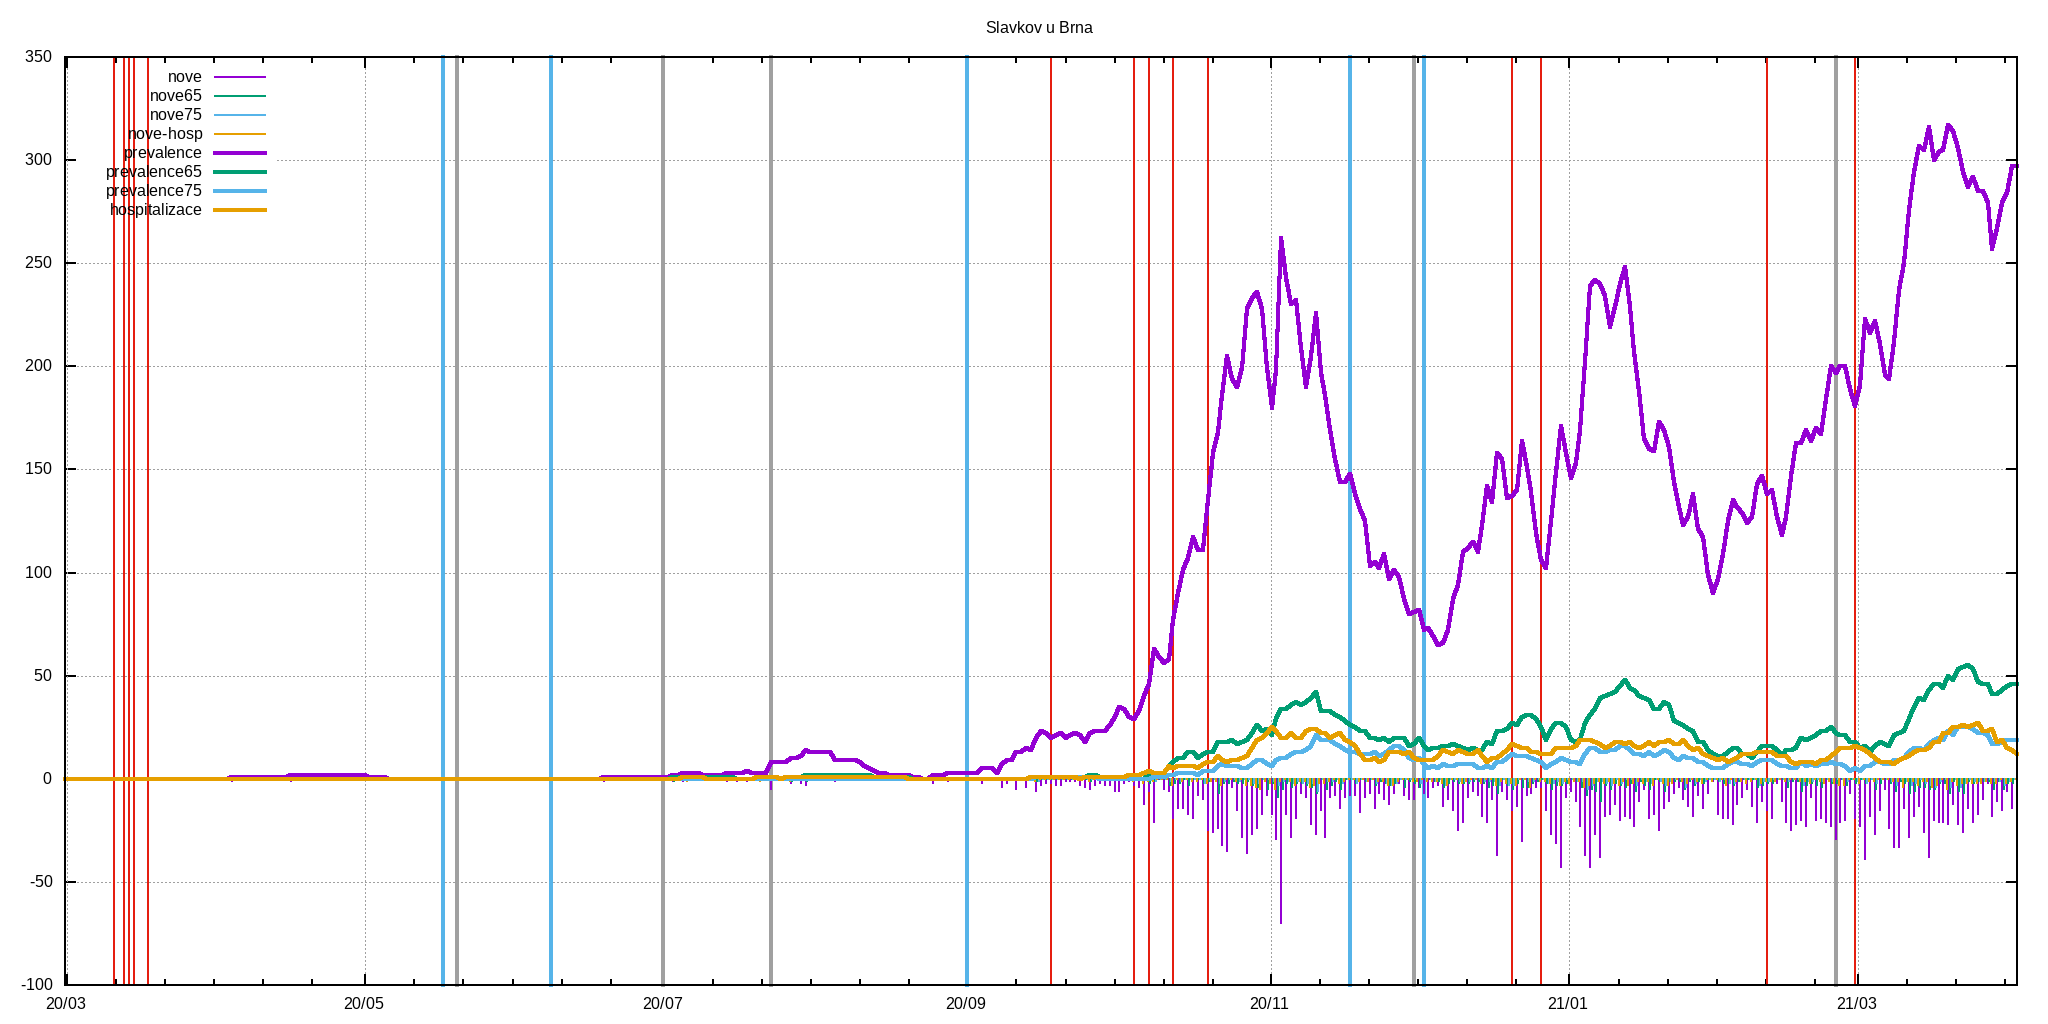 Slavkov u Brna
350
300
250
200
150
100
50
0
-50
-100
nove
nove65
nove75
nove-hosp
prevalence
prevalence65
prevalence75
hospitalizace
20/03 20/05 20/07 20/09 20/11 21/01 21/03